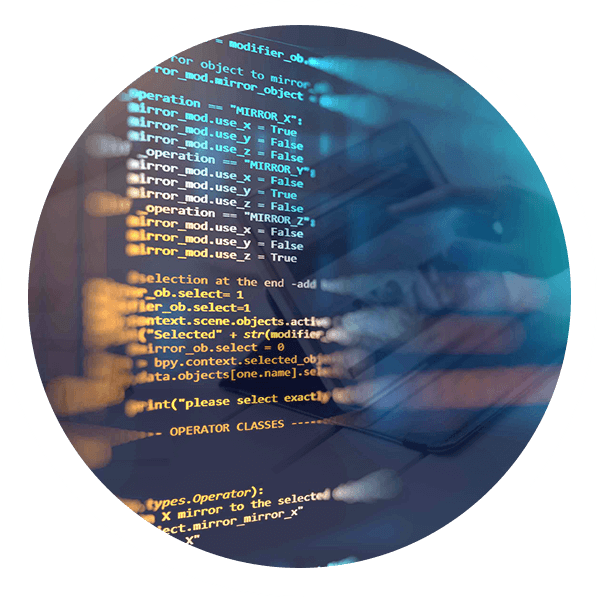 = modifier_ob.
ror object to mirror
ror_mod.mirror_object
operation == "MIRROR_X":
mirror_mod.use_x = True
mirror_mod.use_y = False
mirror_mod.use_z = False
_operation == "MIRROR_Y":
mirror_mod.use_x = False
mirror_mod.use_y = True
mirror_mod.use_z = False
_operation == "MIRROR_Z":
mirror_mod.use_x = False
mirror_mod.use_y = False
mirror_mod.use_z = True
selection at the end -add
_ob.select= 1
ier_ob.select=1
ontext.scene.objects.activ
("Selected" + str(modifier
mirror_ob.select = 0
= bpy.context.selected_obj
data.objects[one.name].sel
print("please select exactly
-- OPERATOR CLASSES ----
types.Operator):
X mirror to the selected
ject.mirror_mirror_x"
X"